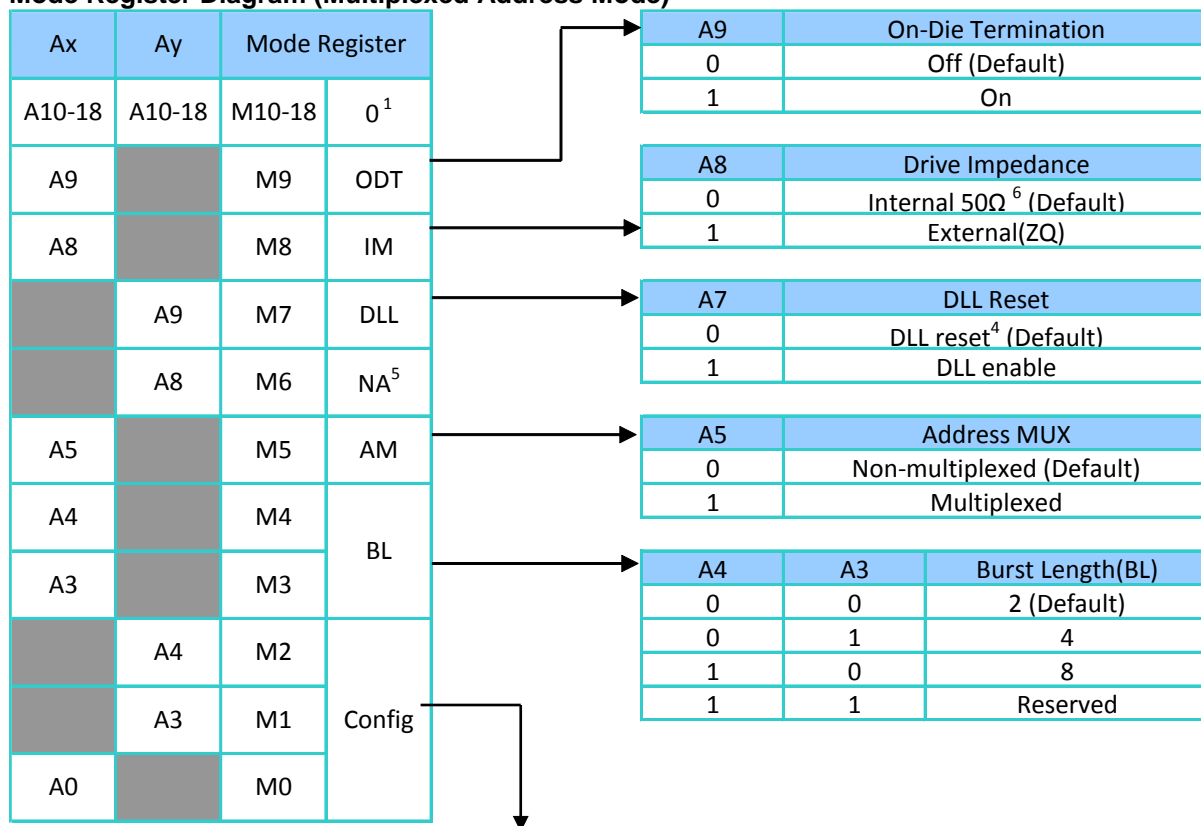 Mode Register Diagram (Multiplexed Address Mode)
Ax Ay Mode Register
A10-18 A10-18 M10-18 0¹
A9 M9 ODT
A8 M8 IM
A9 M7 DLL
A8 M6 NA⁵
A5 M5 AM
A4 M4
BL
A3 M3
A4 M2
A3 M1 Config
A0 M0
A9 On-Die Termination
0 Off (Default)
1 On
A8 Drive Impedance
0 Internal 50Ω ⁶ (Default)
1 External(ZQ)
A7 DLL Reset
0 DLL reset⁴ (Default)
1 DLL enable
A5 Address MUX
0 Non-multiplexed (Default)
1 Multiplexed
A4 A3 Burst Length(BL)
0 0 2 (Default)
0 1 4
1 0 8
1 1 Reserved